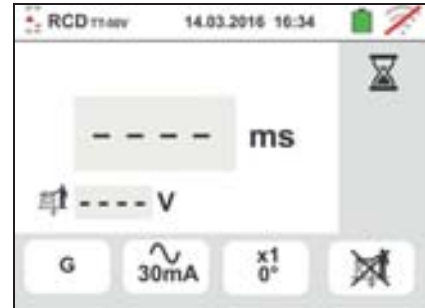 RCD 14.03.2016 16:34
---- ms
---- V
G 30mA x1 0°